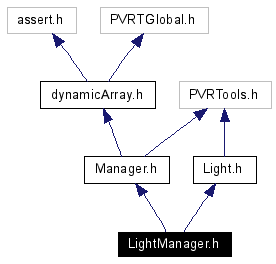 assert.h
PVRTGlobal.h
dynamicArray.h
PVRTools.h
Manager.h
Light.h
LightManager.h